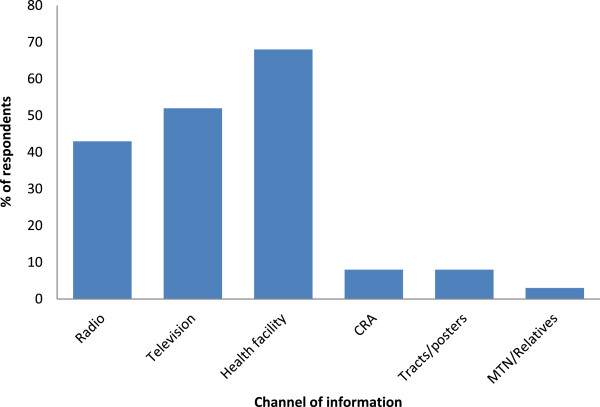 80
70
60
50
40
30
20
10
0
% of respondents
Radio
Television
Health facility
CRA
Tracts/posters
MTN/Relatives
Channel of information